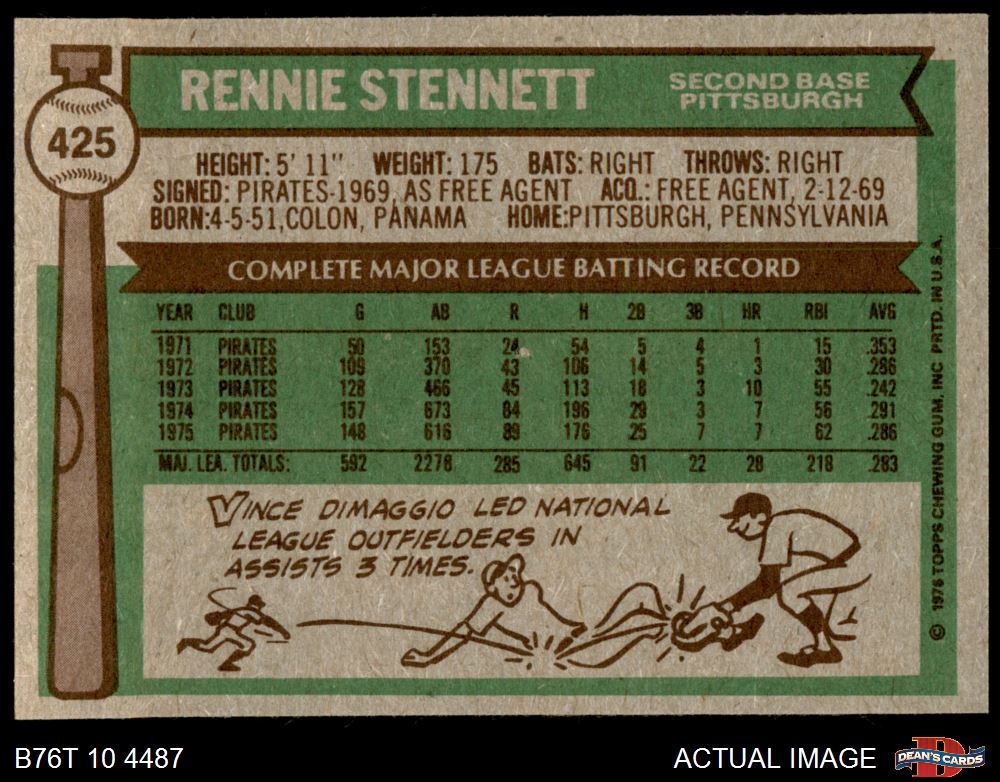 425
RENNIE STENNETT
SECOND BASE
PITTSBURGH
HEIGHT: 5' 11" WEIGHT: 175 BATS: RIGHT THROWS: RIGHT
SIGNED: PIRATES-1969, AS FREE AGENT ACQ.: FREE AGENT, 2-12-69
BORN:4-5-51,COLON, PANAMA HOME:PITTSBURGH, PENNSYLVANIA
COMPLETE MAJOR LEAGUE BATTING RECORD
YEAR CLUB G AB R H 2B 3B HR RBI AVG
1971 PIRATES 50 153 24 54 5 4 1 15 .353
1972 PIRATES 109 370 43 106 14 5 3 30 .286
1973 PIRATES 128 466 45 113 18 3 10 55 .242
1974 PIRATES 157 673 84 196 29 3 7 56 .291
1975 PIRATES 148 616 89 176 25 7 7 62 .286
MAJ. LEA. TOTALS: 592 2278 285 645 91 22 28 218 .283
VINCE DIMAGGIO LED NATIONAL
LEAGUE OUTFIELDERS IN
ASSISTS 3 TIMES.
© 1976 TOPPS CHEWING GUM, INC PRTD. IN U.S.A.
B76T 10 4487
ACTUAL IMAGE
D
DEAN'S CARDS